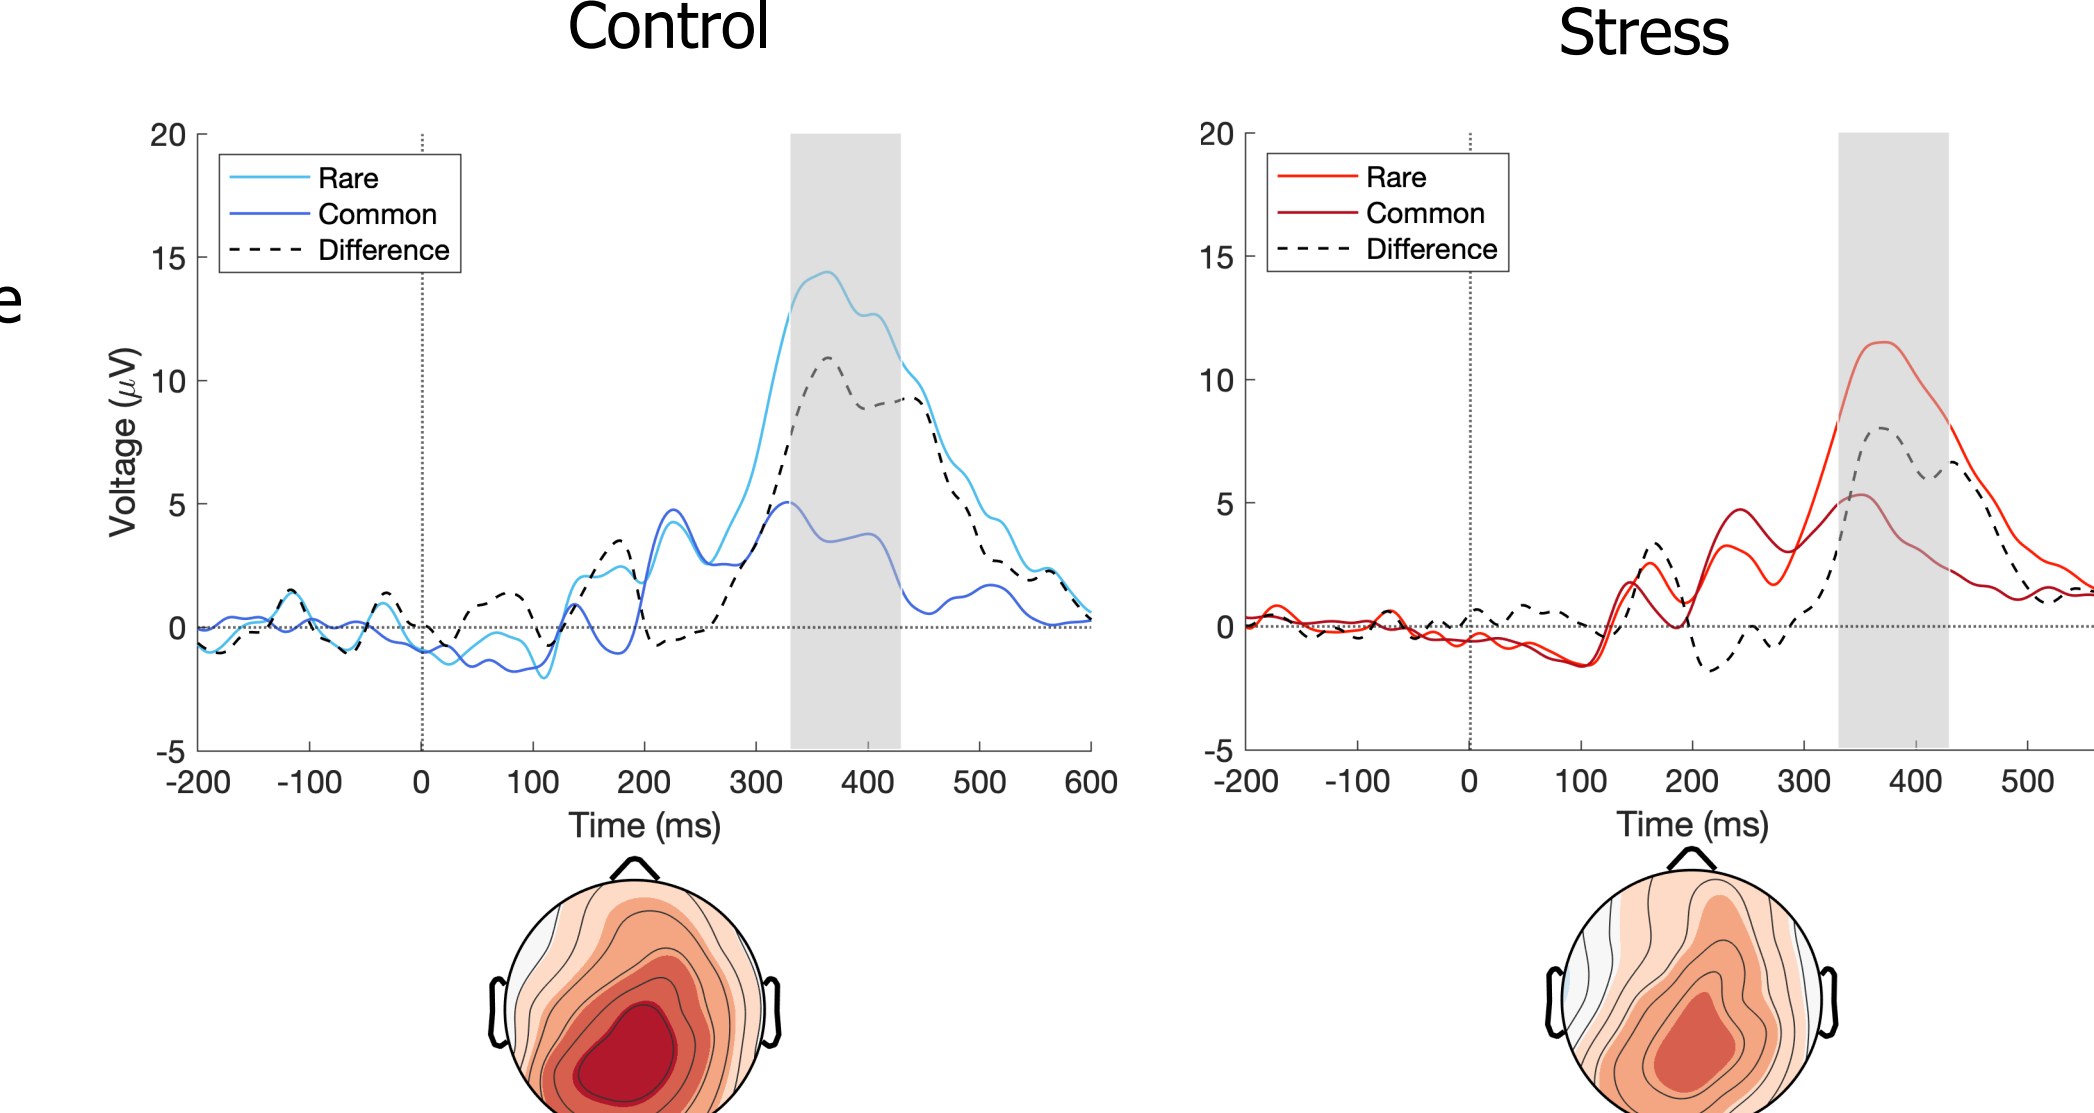 Control
Stress
20
15
10
5
0
-5
Voltage (μV)
Rare
Common
Difference
-200 -100 0 100 200 300 400 500 600
Time (ms)
20
15
10
5
0
-5
Rare
Common
Difference
-200 -100 0 100 200 300 400 500
Time (ms)
e